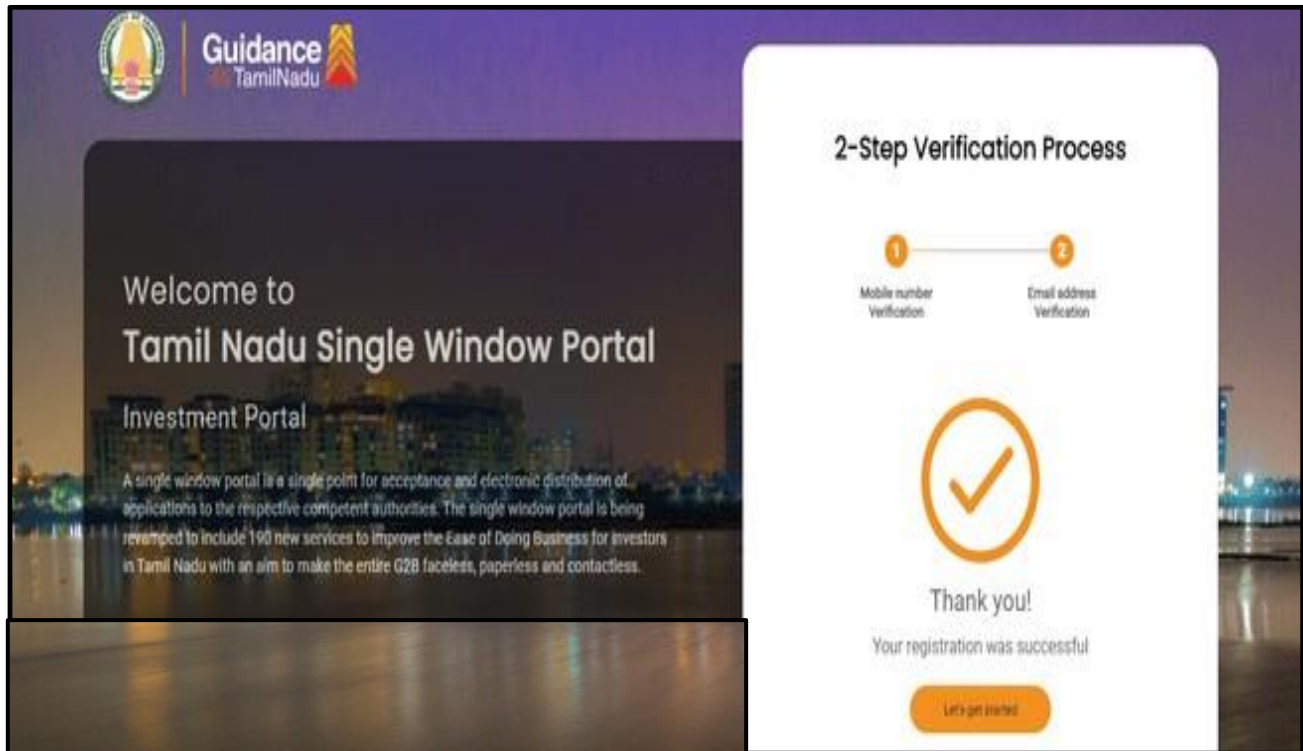 Guidance
TamilNadu
Welcome to
Tamil Nadu Single Window Portal
Investment Portal
A single window portal is a single point for acceptance and electronic distribution of
applications to the respective competent authorities. The single window portal is being
revamped to include 190 new services to improve the Ease of Doing Business for investors
in Tamil Nadu with an aim to make the entire G2B faceless, paperless and contactless.
2-Step Verification Process
1
2
Mobile number
Verification
Email address
Verification
Thank you!
Your registration was successful
Let's get started